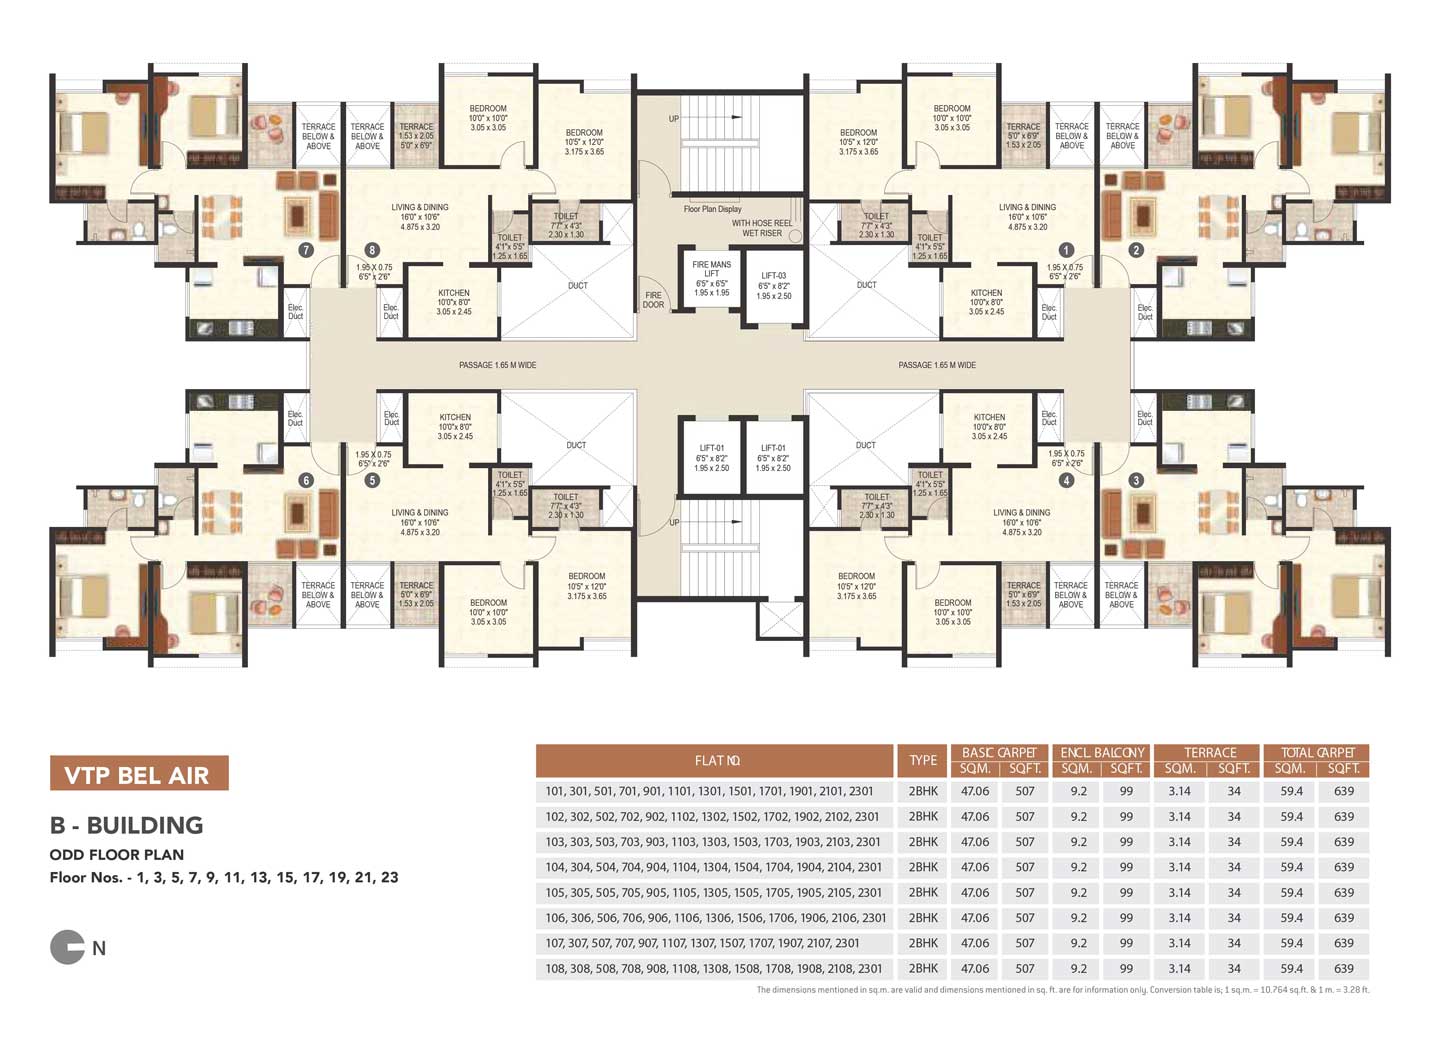 BEDROOM
10'0" x 10'0"
3.05 x 3.05
BEDROOM
10'5" x 12'0"
3.175 x 3.65
TERRACE
BELOW &
ABOVE
TERRACE
BELOW &
ABOVE
TERRACE
1.53 x 2.05
5'0" x 6'9"
UP
BEDROOM
10'5" x 12'0"
3.175 x 3.65
BEDROOM
10'0" x 10'0"
3.05 x 3.05
TERRACE
5'0" x 6'9"
1.53 x 2.05
TERRACE
BELOW &
ABOVE
TERRACE
BELOW &
ABOVE
LIVING & DINING
16'0" x 10'6"
4.875 x 3.20
TOILET
7'7" x 4'3"
2.30 x 1.30
TOILET
4'1"x 5'5"
1.25 x 1.65
Floor Plan Display
WITH HOSE REEL
WET RISER
TOILET
7'7" x 4'3"
2.30 x 1.30
TOILET
4'1"x 5'5"
1.25 x 1.65
LIVING & DINING
16'0" x 10'6"
4.875 x 3.20
7
8
1
2
1.95 X 0.75
6'5" x 2'6"
KITCHEN
10'0"x 8'0"
3.05 x 2.45
DUCT
FIRE
DOOR
FIRE MANS
LIFT
6'5" x 6'5"
1.95 x 1.95
LIFT-03
6'5" x 8'2"
1.95 x 2.50
DUCT
KITCHEN
10'0"x 8'0"
3.05 x 2.45
1.95 X 0.75
6'5" x 2'6"
Elec.
Duct
Elec.
Duct
Elec.
Duct
Elec.
Duct
PASSAGE 1.65 M WIDE
PASSAGE 1.65 M WIDE
Elec.
Duct
Elec.
Duct
Elec.
Duct
Elec.
Duct
KITCHEN
10'0"x 8'0"
3.05 x 2.45
DUCT
LIFT-01
6'5" x 8'2"
1.95 x 2.50
LIFT-01
6'5" x 8'2"
1.95 x 2.50
DUCT
KITCHEN
10'0"x 8'0"
3.05 x 2.45
1.95 X 0.75
6'5" x 2'6"
1.95 X 0.75
6'5" x 2'6"
6
5
4
3
LIVING & DINING
16'0" x 10'6"
4.875 x 3.20
TOILET
4'1"x 5'5"
1.25 x 1.65
TOILET
7'7" x 4'3"
2.30 x 1.30
UP
TOILET
7'7" x 4'3"
2.30 x 1.30
TOILET
4'1"x 5'5"
1.25 x 1.65
LIVING & DINING
16'0" x 10'6"
4.875 x 3.20
TERRACE
BELOW &
ABOVE
TERRACE
BELOW &
ABOVE
TERRACE
5'0" x 6'9"
1.53 x 2.05
BEDROOM
10'0" x 10'0"
3.05 x 3.05
BEDROOM
10'5" x 12'0"
3.175 x 3.65
BEDROOM
10'5" x 12'0"
3.175 x 3.65
BEDROOM
10'0" x 10'0"
3.05 x 3.05
TERRACE
5'0" x 6'9"
1.53 x 2.05
TERRACE
BELOW &
ABOVE
TERRACE
BELOW &
ABOVE
VTP BEL AIR
B - BUILDING
ODD FLOOR PLAN
Floor Nos. - 1, 3, 5, 7, 9, 11, 13, 15, 17, 19, 21, 23
N
FLAT NO. TYPE BASIC CARPET ENCL. BALCONY TERRACE TOTAL CARPET
SQ.M. SQ.FT. SQ.M. SQ.FT. SQ.M. SQ.FT. SQ.M. SQ.FT.
101, 301, 501, 701, 901, 1101, 1301, 1501, 1701, 1901, 2101, 2301 2BHK 47.06 507 9.2 99 3.14 34 59.4 639
102, 302, 502, 702, 902, 1102, 1302, 1502, 1702, 1902, 2102, 2301 2BHK 47.06 507 9.2 99 3.14 34 59.4 639
103, 303, 503, 703, 903, 1103, 1303, 1503, 1703, 1903, 2103, 2301 2BHK 47.06 507 9.2 99 3.14 34 59.4 639
104, 304, 504, 704, 904, 1104, 1304, 1504, 1704, 1904, 2104, 2301 2BHK 47.06 507 9.2 99 3.14 34 59.4 639
105, 305, 505, 705, 905, 1105, 1305, 1505, 1705, 1905, 2105, 2301 2BHK 47.06 507 9.2 99 3.14 34 59.4 639
106, 306, 506, 706, 906, 1106, 1306, 1506, 1706, 1906, 2106, 2301 2BHK 47.06 507 9.2 99 3.14 34 59.4 639
107, 307, 507, 707, 907, 1107, 1307, 1507, 1707, 1907, 2107, 2301 2BHK 47.06 507 9.2 99 3.14 34 59.4 639
108, 308, 508, 708, 908, 1108, 1308, 1508, 1708, 1908, 2108, 2301 2BHK 47.06 507 9.2 99 3.14 34 59.4 639
The dimensions mentioned in sq.m. are valid and dimensions mentioned in sq. ft. are for information only. Conversion table is; 1 sq.m. = 10.764 sq.ft. & 1 m. = 3.28 ft.